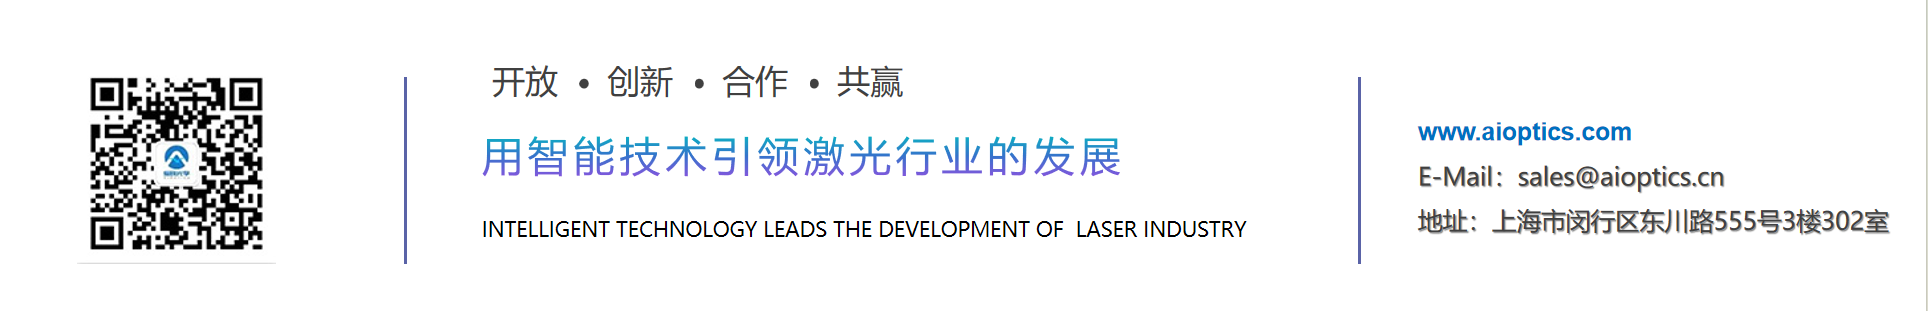 开放 • 创新 • 合作 • 共赢
用智能技术引领激光行业的发展
INTELLIGENT TECHNOLOGY LEADS THE DEVELOPMENT OF LASER INDUSTRY
www.aioptics.com
E-Mail：sales@aioptics.cn
地址：上海市闵行区东川路555号3楼302室